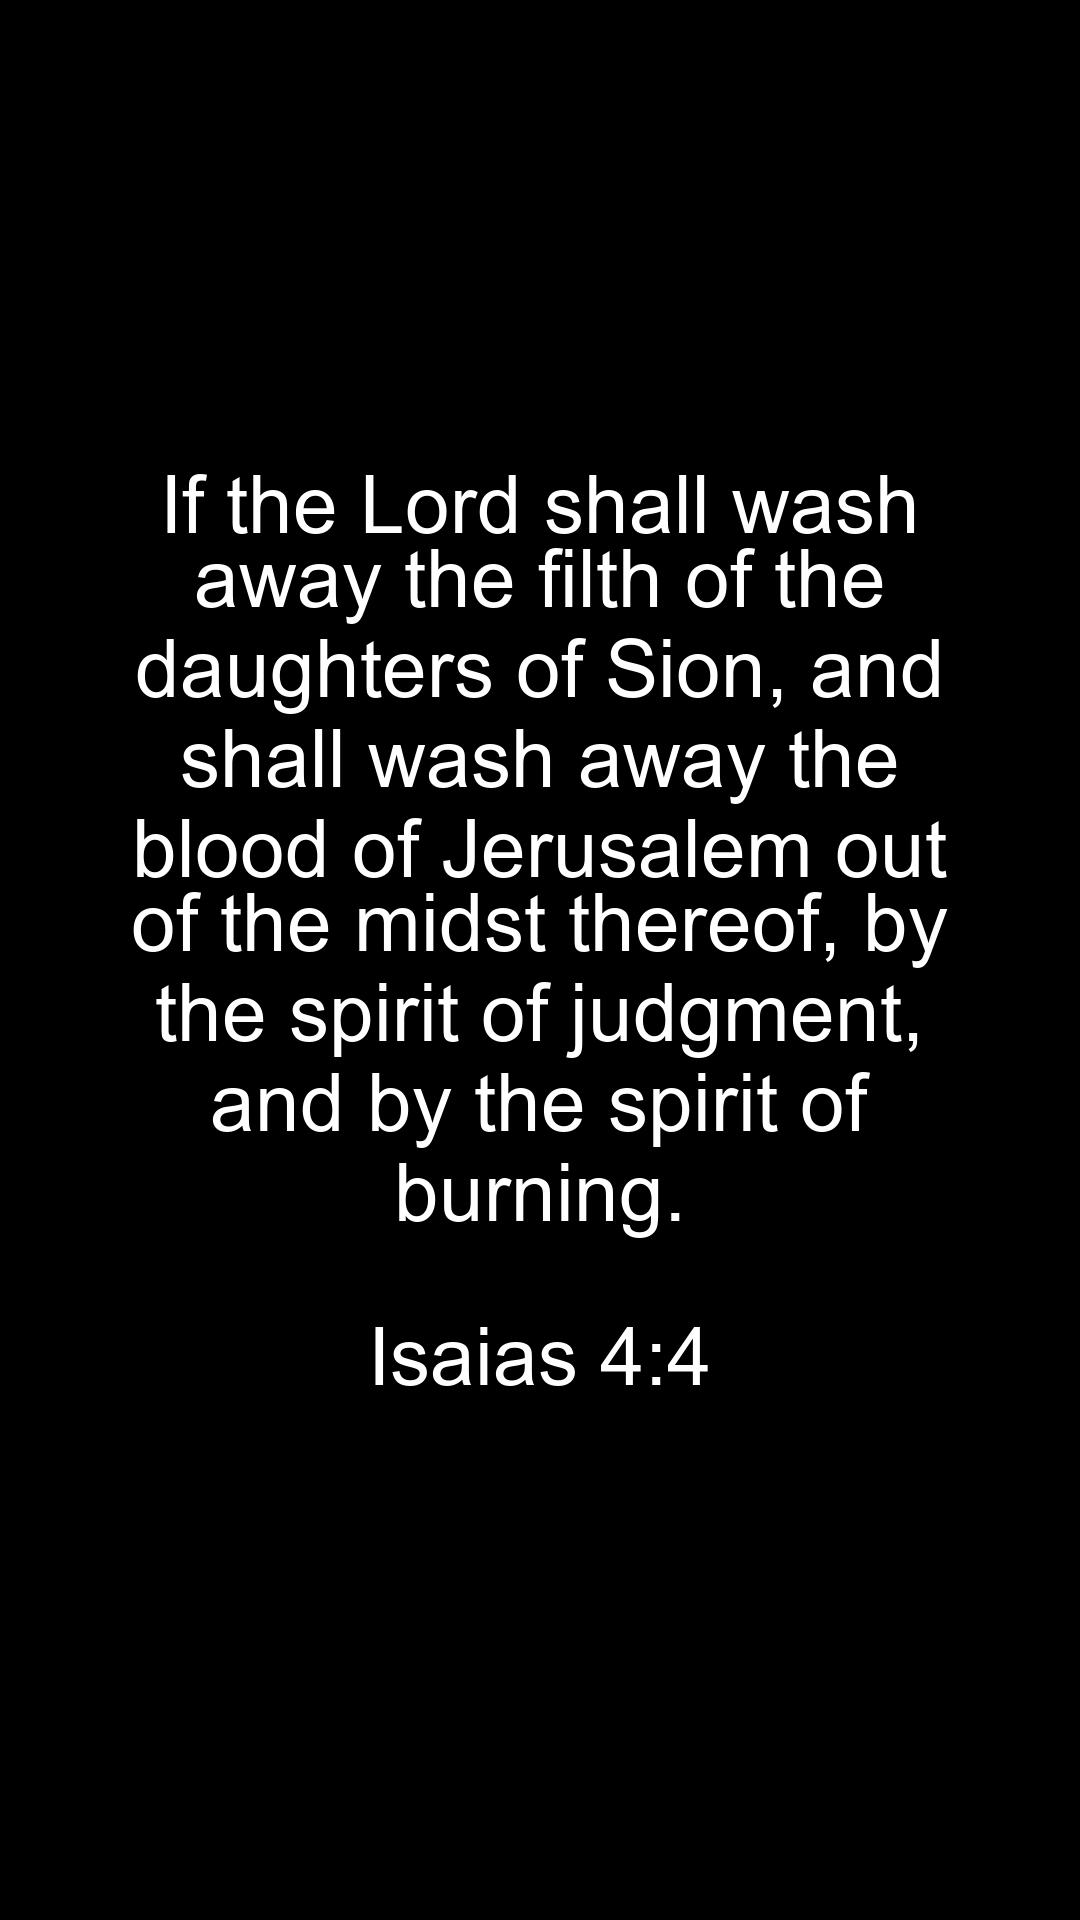 If the Lord shall wash
away the filth of the
daughters of Sion, and
shall wash away the
blood of Jerusalem out
of the midst thereof, by
the spirit of judgment,
and by the spirit of
burning.
Isaias 4:4